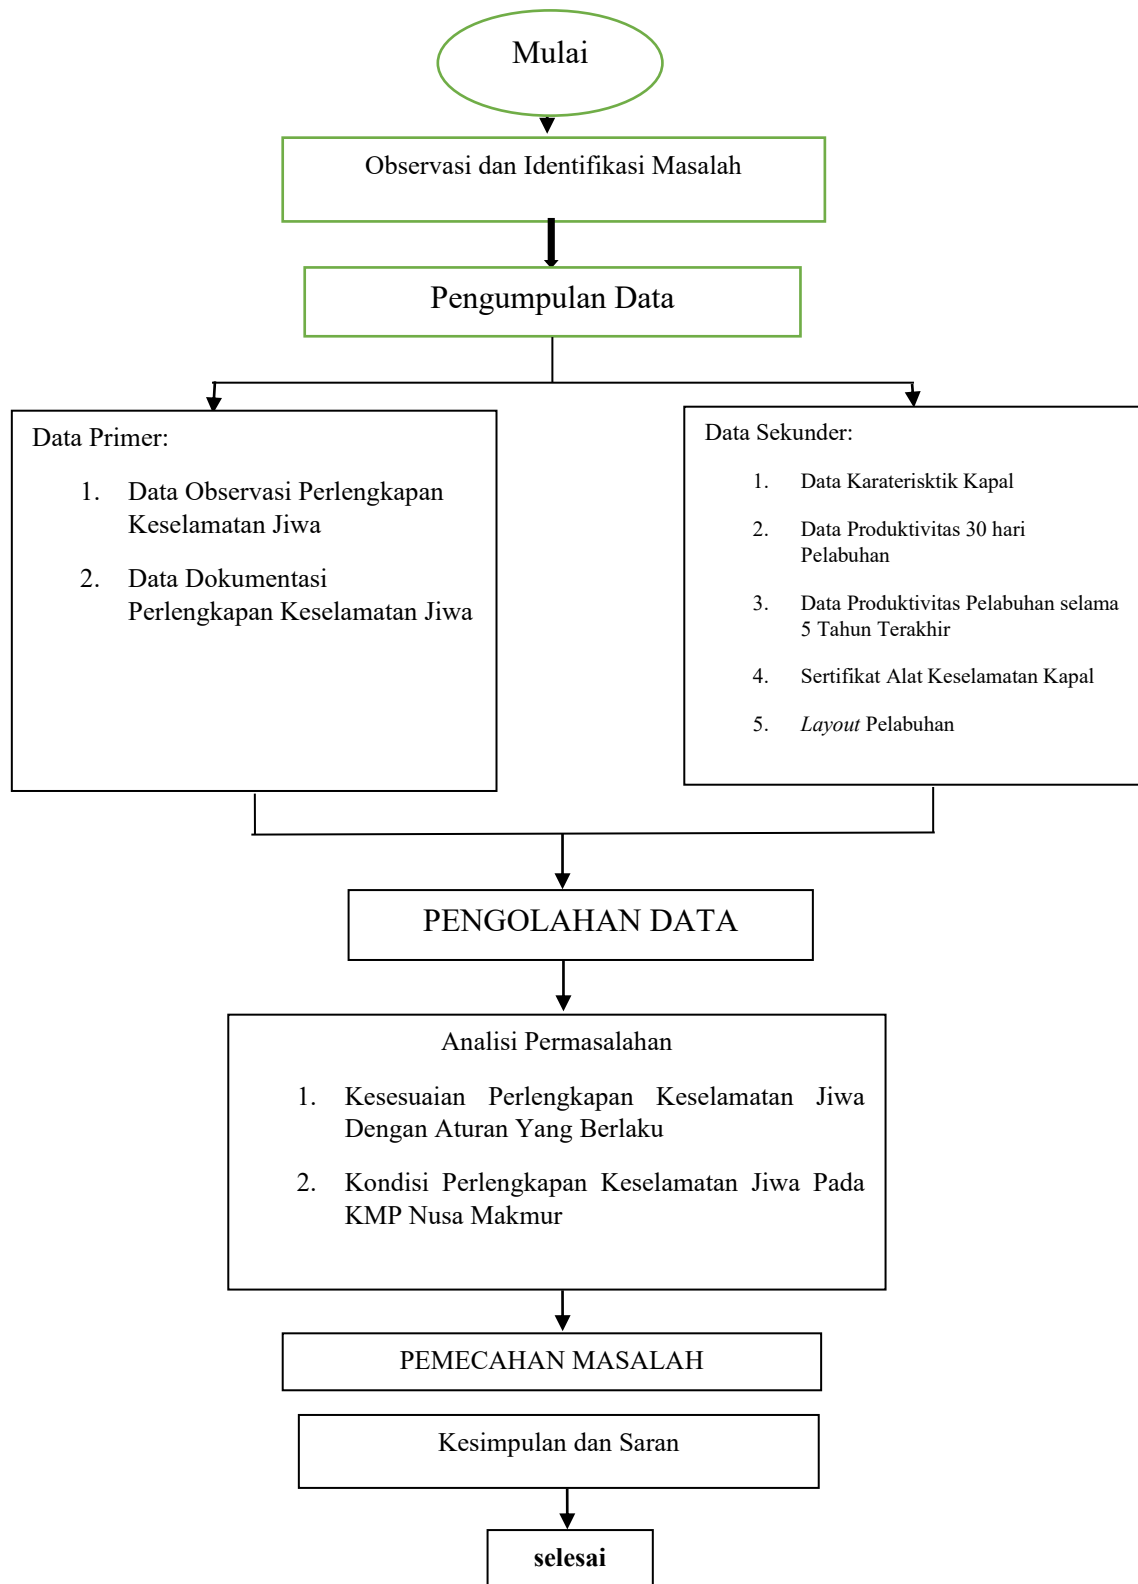 Mulai
Observasi dan Identifikasi Masalah
Pengumpulan Data
Data Primer:
1. Data Observasi Perlengkapan
Keselamatan Jiwa
2. Data Dokumentasi
Perlengkapan Keselamatan Jiwa
Data Sekunder:
1. Data Karaterisktik Kapal
2. Data Produktivitas 30 hari
Pelabuhan
3. Data Produktivitas Pelabuhan selama
5 Tahun Terakhir
4. Sertifikat Alat Keselamatan Kapal
5. Layout Pelabuhan
PENGOLAHAN DATA
Analisi Permasalahan
1. Kesesuaian Perlengkapan Keselamatan Jiwa
Dengan Aturan Yang Berlaku
2. Kondisi Perlengkapan Keselamatan Jiwa Pada
KMP Nusa Makmur
PEMECAHAN MASALAH
Kesimpulan dan Saran
selesai